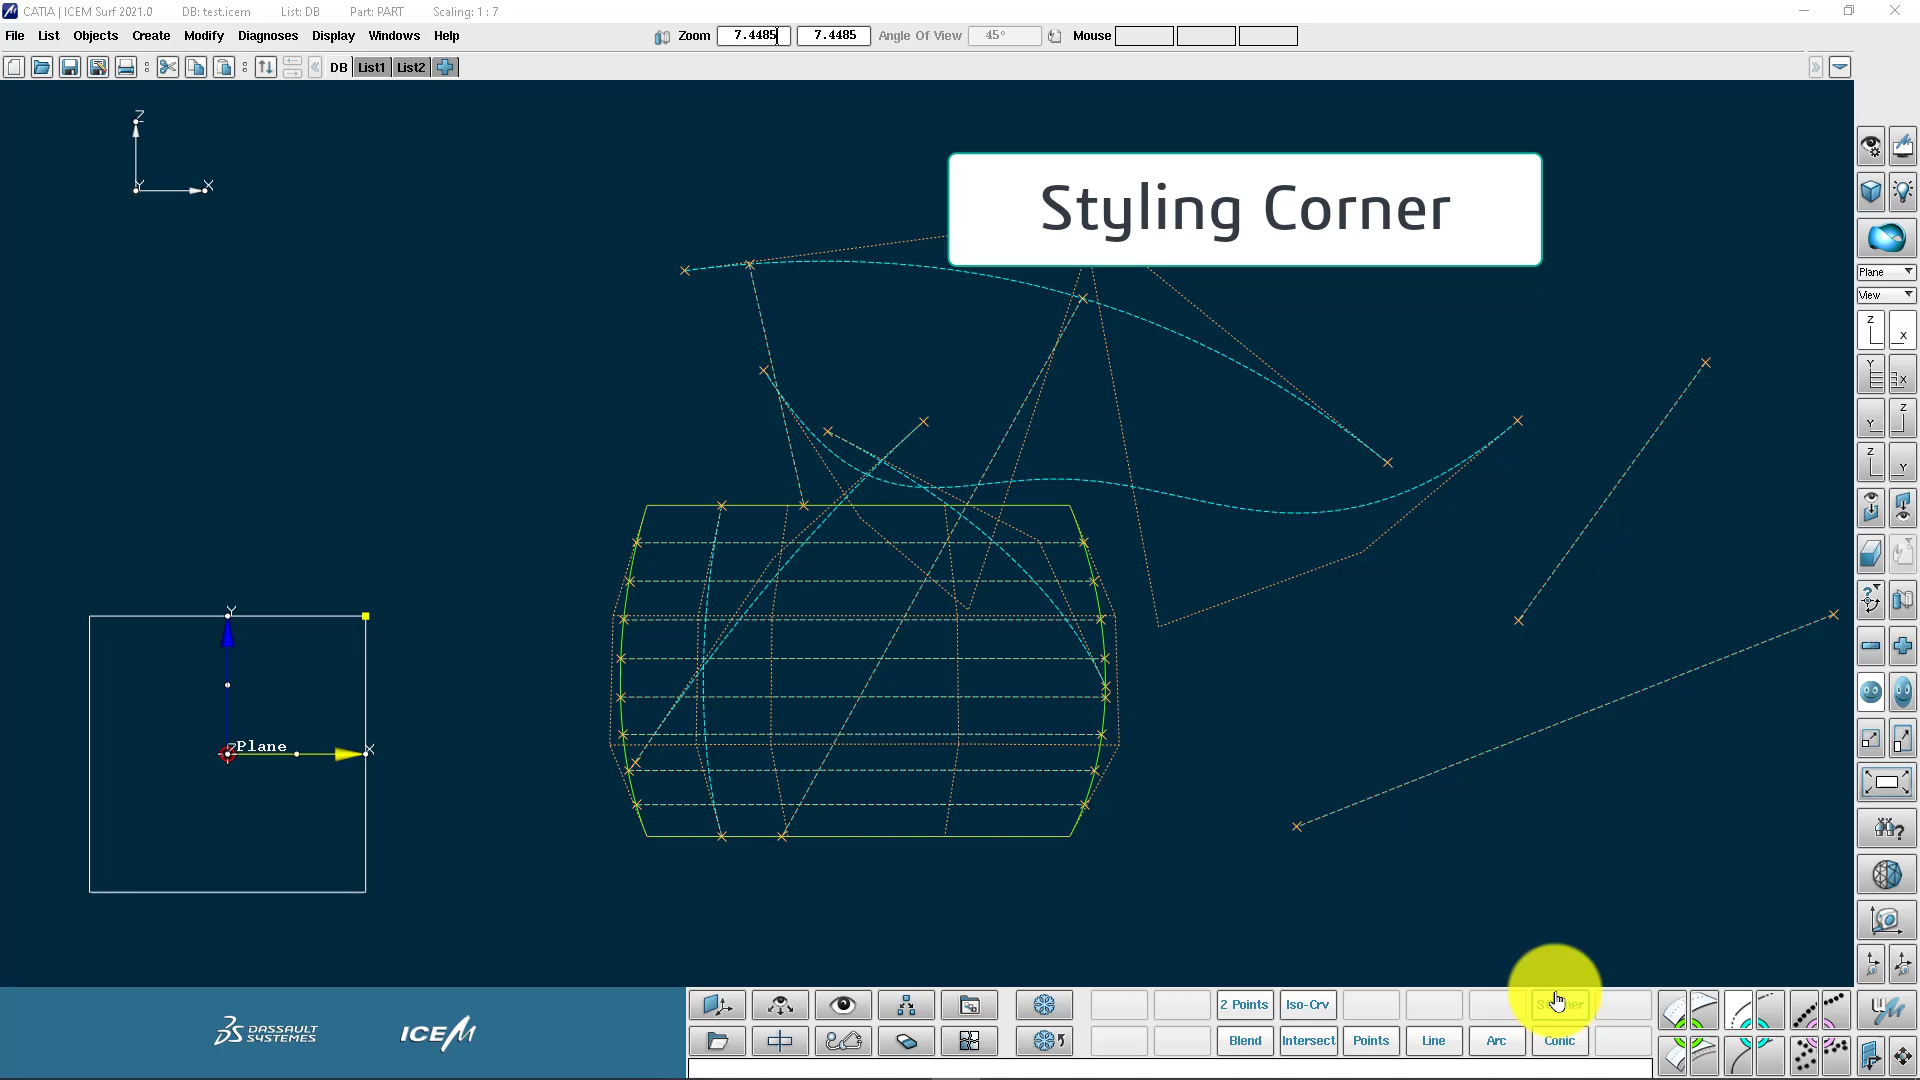 CATIA | ICEM Surf 2021.0 DB: test.icem List: DB Part: PART Scaling: 1 : 7
File List Objects Create Modify Diagnoses Display Windows Help Zoom 7.4485 7.4485 Angle Of View 45° Mouse
DB List1 List2
Styling Corner
Z
Y X
Plane
View
Z
X
Y
X
Y
Z
Z
Y
Y
Plane
X
DASSAULT SYSTEMES
ICEM
2 Points Iso-Crv
Blend Intersect Points Line Arc Conic